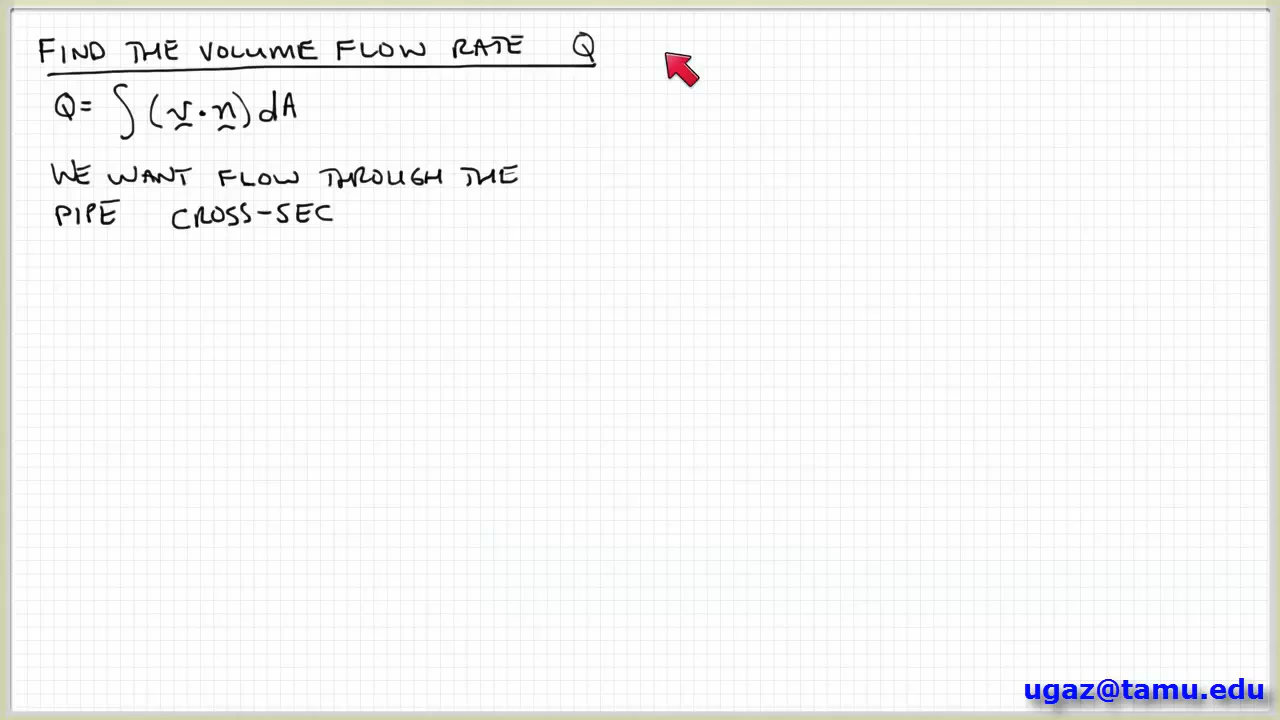 FIND THE VOLUME FLOW RATE Q
Q= ∫ (v · n) dA
WE WANT FLOW THROUGH THE
PIPE CROSS-SEC
ugaz@tamu.edu